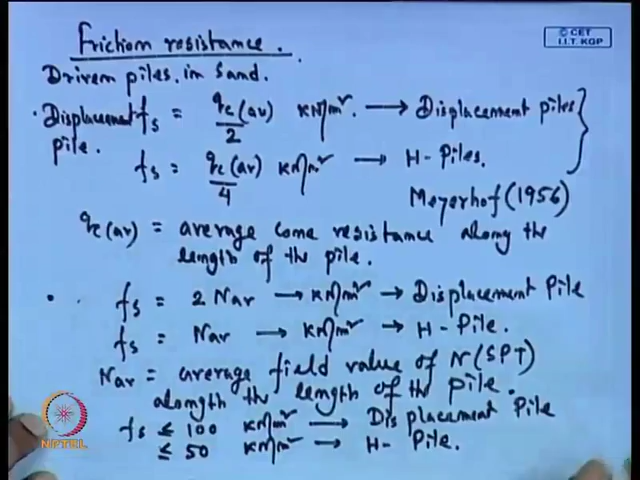 Friction resistance.
© CET
I.I.T. KGP
Driven piles in Sand.
Displacement pile. fs = qc(av)/2 kN/m² → Displacement piles
fs = qc(av)/4 kN/m² → H-Piles.
Meyerhof (1956)
qc(av) = average cone resistance along the
length of the pile.
fs = 2 Nav → kN/m² → Displacement Pile
fs = Nav → kN/m² → H-Pile.
Nav = average field value of N(SPT)
alongth the length of the pile.
fs ≤ 100 kN/m² → Displacement Pile
≤ 50 kN/m² → H-Pile.
NPTEL